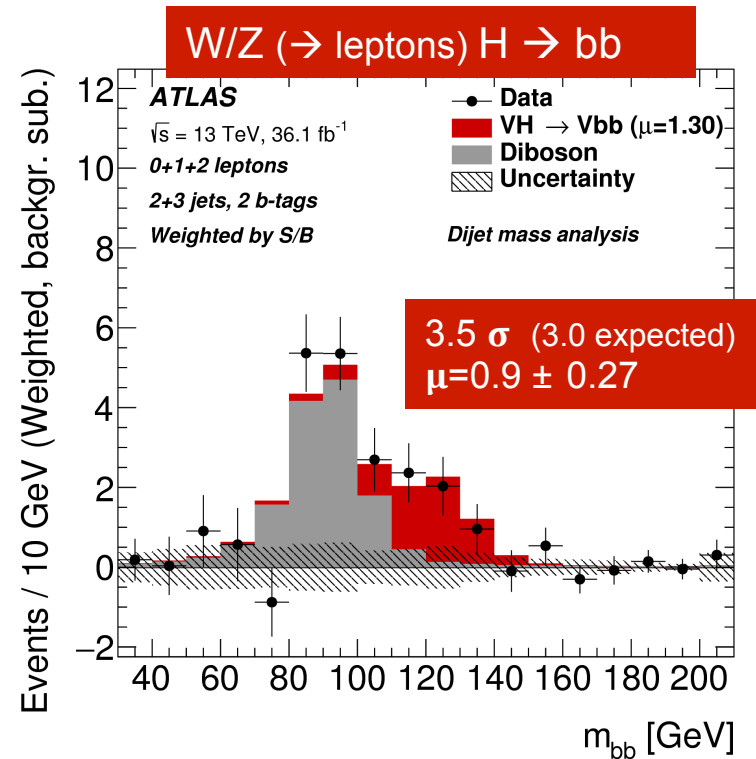 W/Z (→ leptons) H → bb
ATLAS
√s = 13 TeV, 36.1 fb⁻¹
0+1+2 leptons
2+3 jets, 2 b-tags
Weighted by S/B
Data
VH → Vbb (μ=1.30)
Diboson
Uncertainty
Dijet mass analysis
3.5 σ (3.0 expected)
μ=0.9 ± 0.27
Events / 10 GeV (Weighted, backgr. sub.)
12
10
8
6
4
2
0
−2
40 60 80 100 120 140 160 180 200
m_bb [GeV]